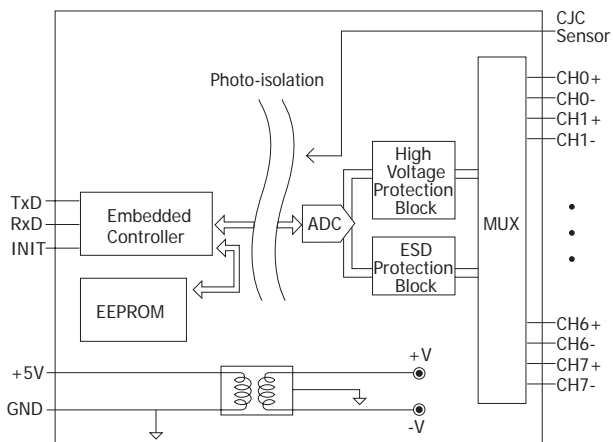 CJC
Sensor
Photo-isolation
CH0+
CH0-
CH1+
CH1-
High
Voltage
Protection
Block
TxD
RxD
INIT
Embedded
Controller
ADC
MUX
ESD
Protection
Block
EEPROM
CH6+
CH6-
CH7+
CH7-
+5V
+V
GND
-V